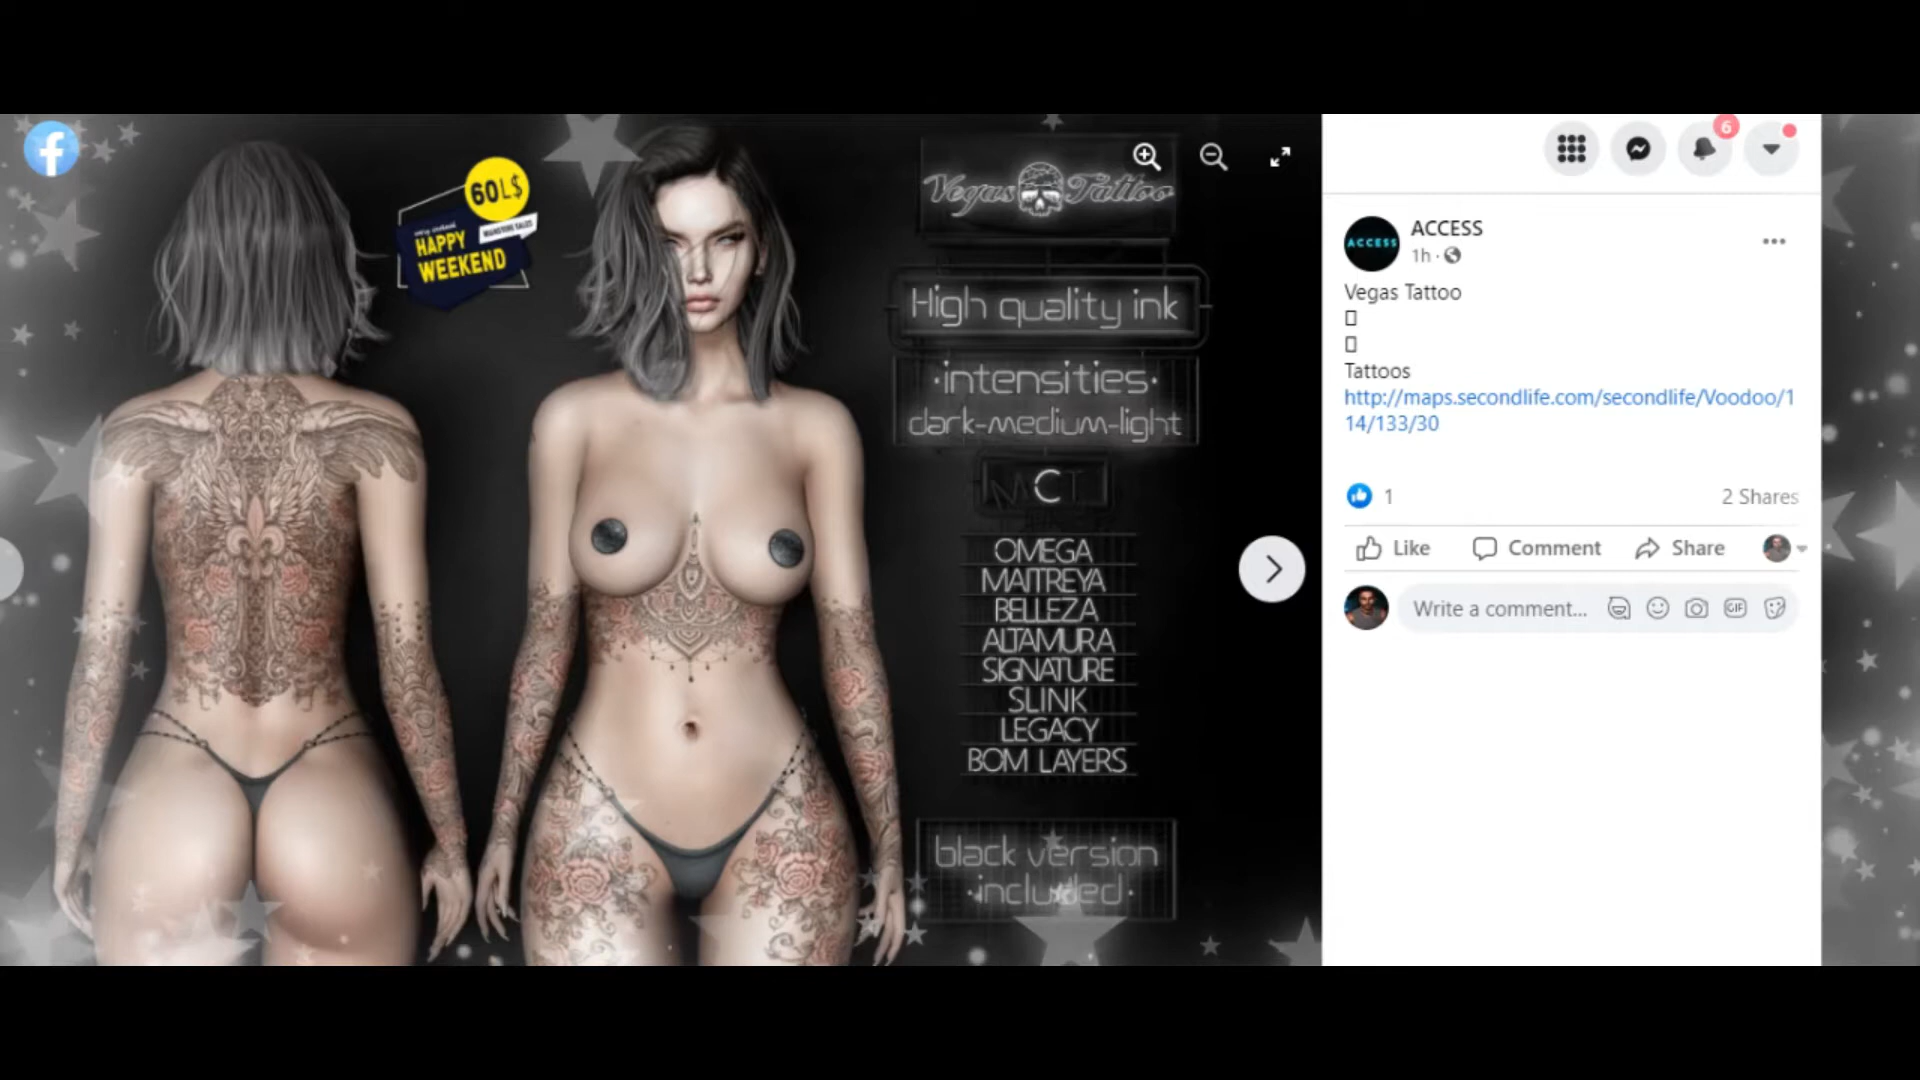 60L$
HAPPY
WEEKEND
Vegas Tattoo
High quality ink
·intensities·
dark-medium-light
C
OMEGA
MAITREYA
BELLEZA
ALTAMURA
SIGNATURE
SLINK
LEGACY
BOM LAYERS
black version
·included·
6
ACCESS
ACCESS
1h ·
Vegas Tattoo
Tattoos
http://maps.secondlife.com/secondlife/Voodoo/1
14/133/30
1
2 Shares
Like
Comment
Share
Write a comment...
GIF